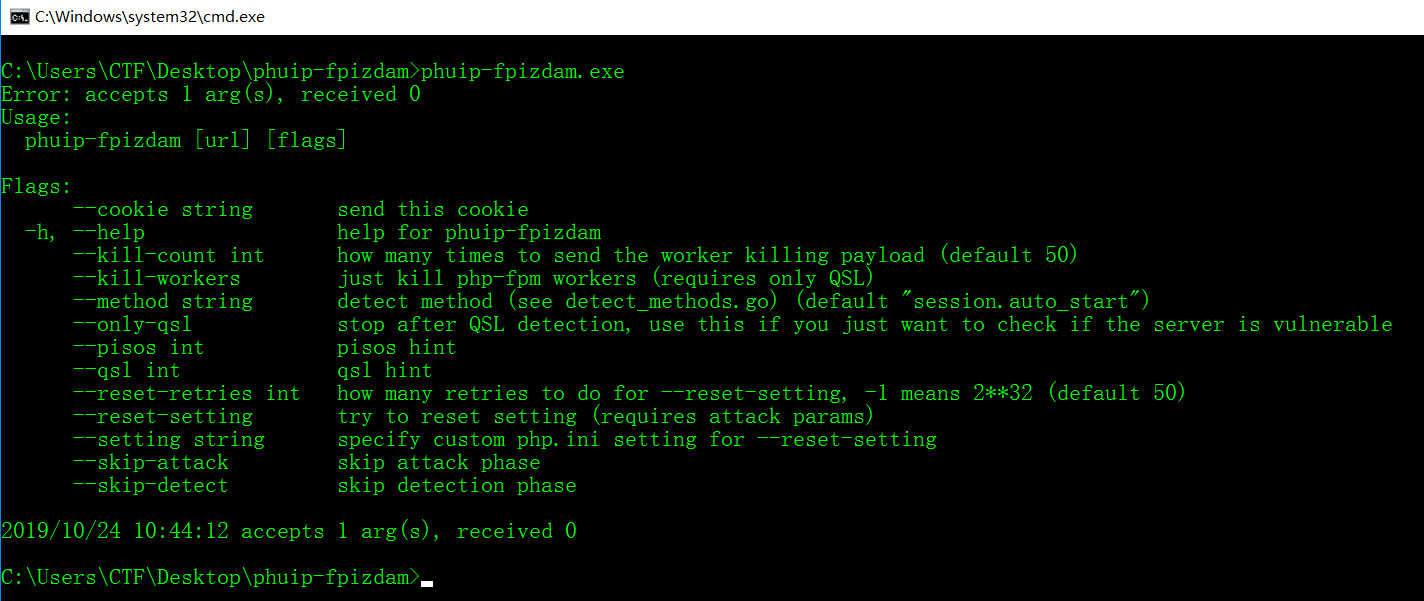 C:\Windows\system32\cmd.exe
C:\Users\CTF\Desktop\phuip-fpizdam>phuip-fpizdam.exe
Error: accepts 1 arg(s), received 0
Usage:
  phuip-fpizdam [url] [flags]
Flags:
      --cookie string       send this cookie
  -h, --help                help for phuip-fpizdam
      --kill-count int      how many times to send the worker killing payload (default 50)
      --kill-workers        just kill php-fpm workers (requires only QSL)
      --method string       detect method (see detect_methods.go) (default "session.auto_start")
      --only-qsl            stop after QSL detection, use this if you just want to check if the server is vulnerable
      --pisos int           pisos hint
      --qsl int             qsl hint
      --reset-retries int   how many retries to do for --reset-setting, -1 means 2**32 (default 50)
      --reset-setting       try to reset setting (requires attack params)
      --setting string      specify custom php.ini setting for --reset-setting
      --skip-attack         skip attack phase
      --skip-detect         skip detection phase
2019/10/24 10:44:12 accepts 1 arg(s), received 0
C:\Users\CTF\Desktop\phuip-fpizdam>